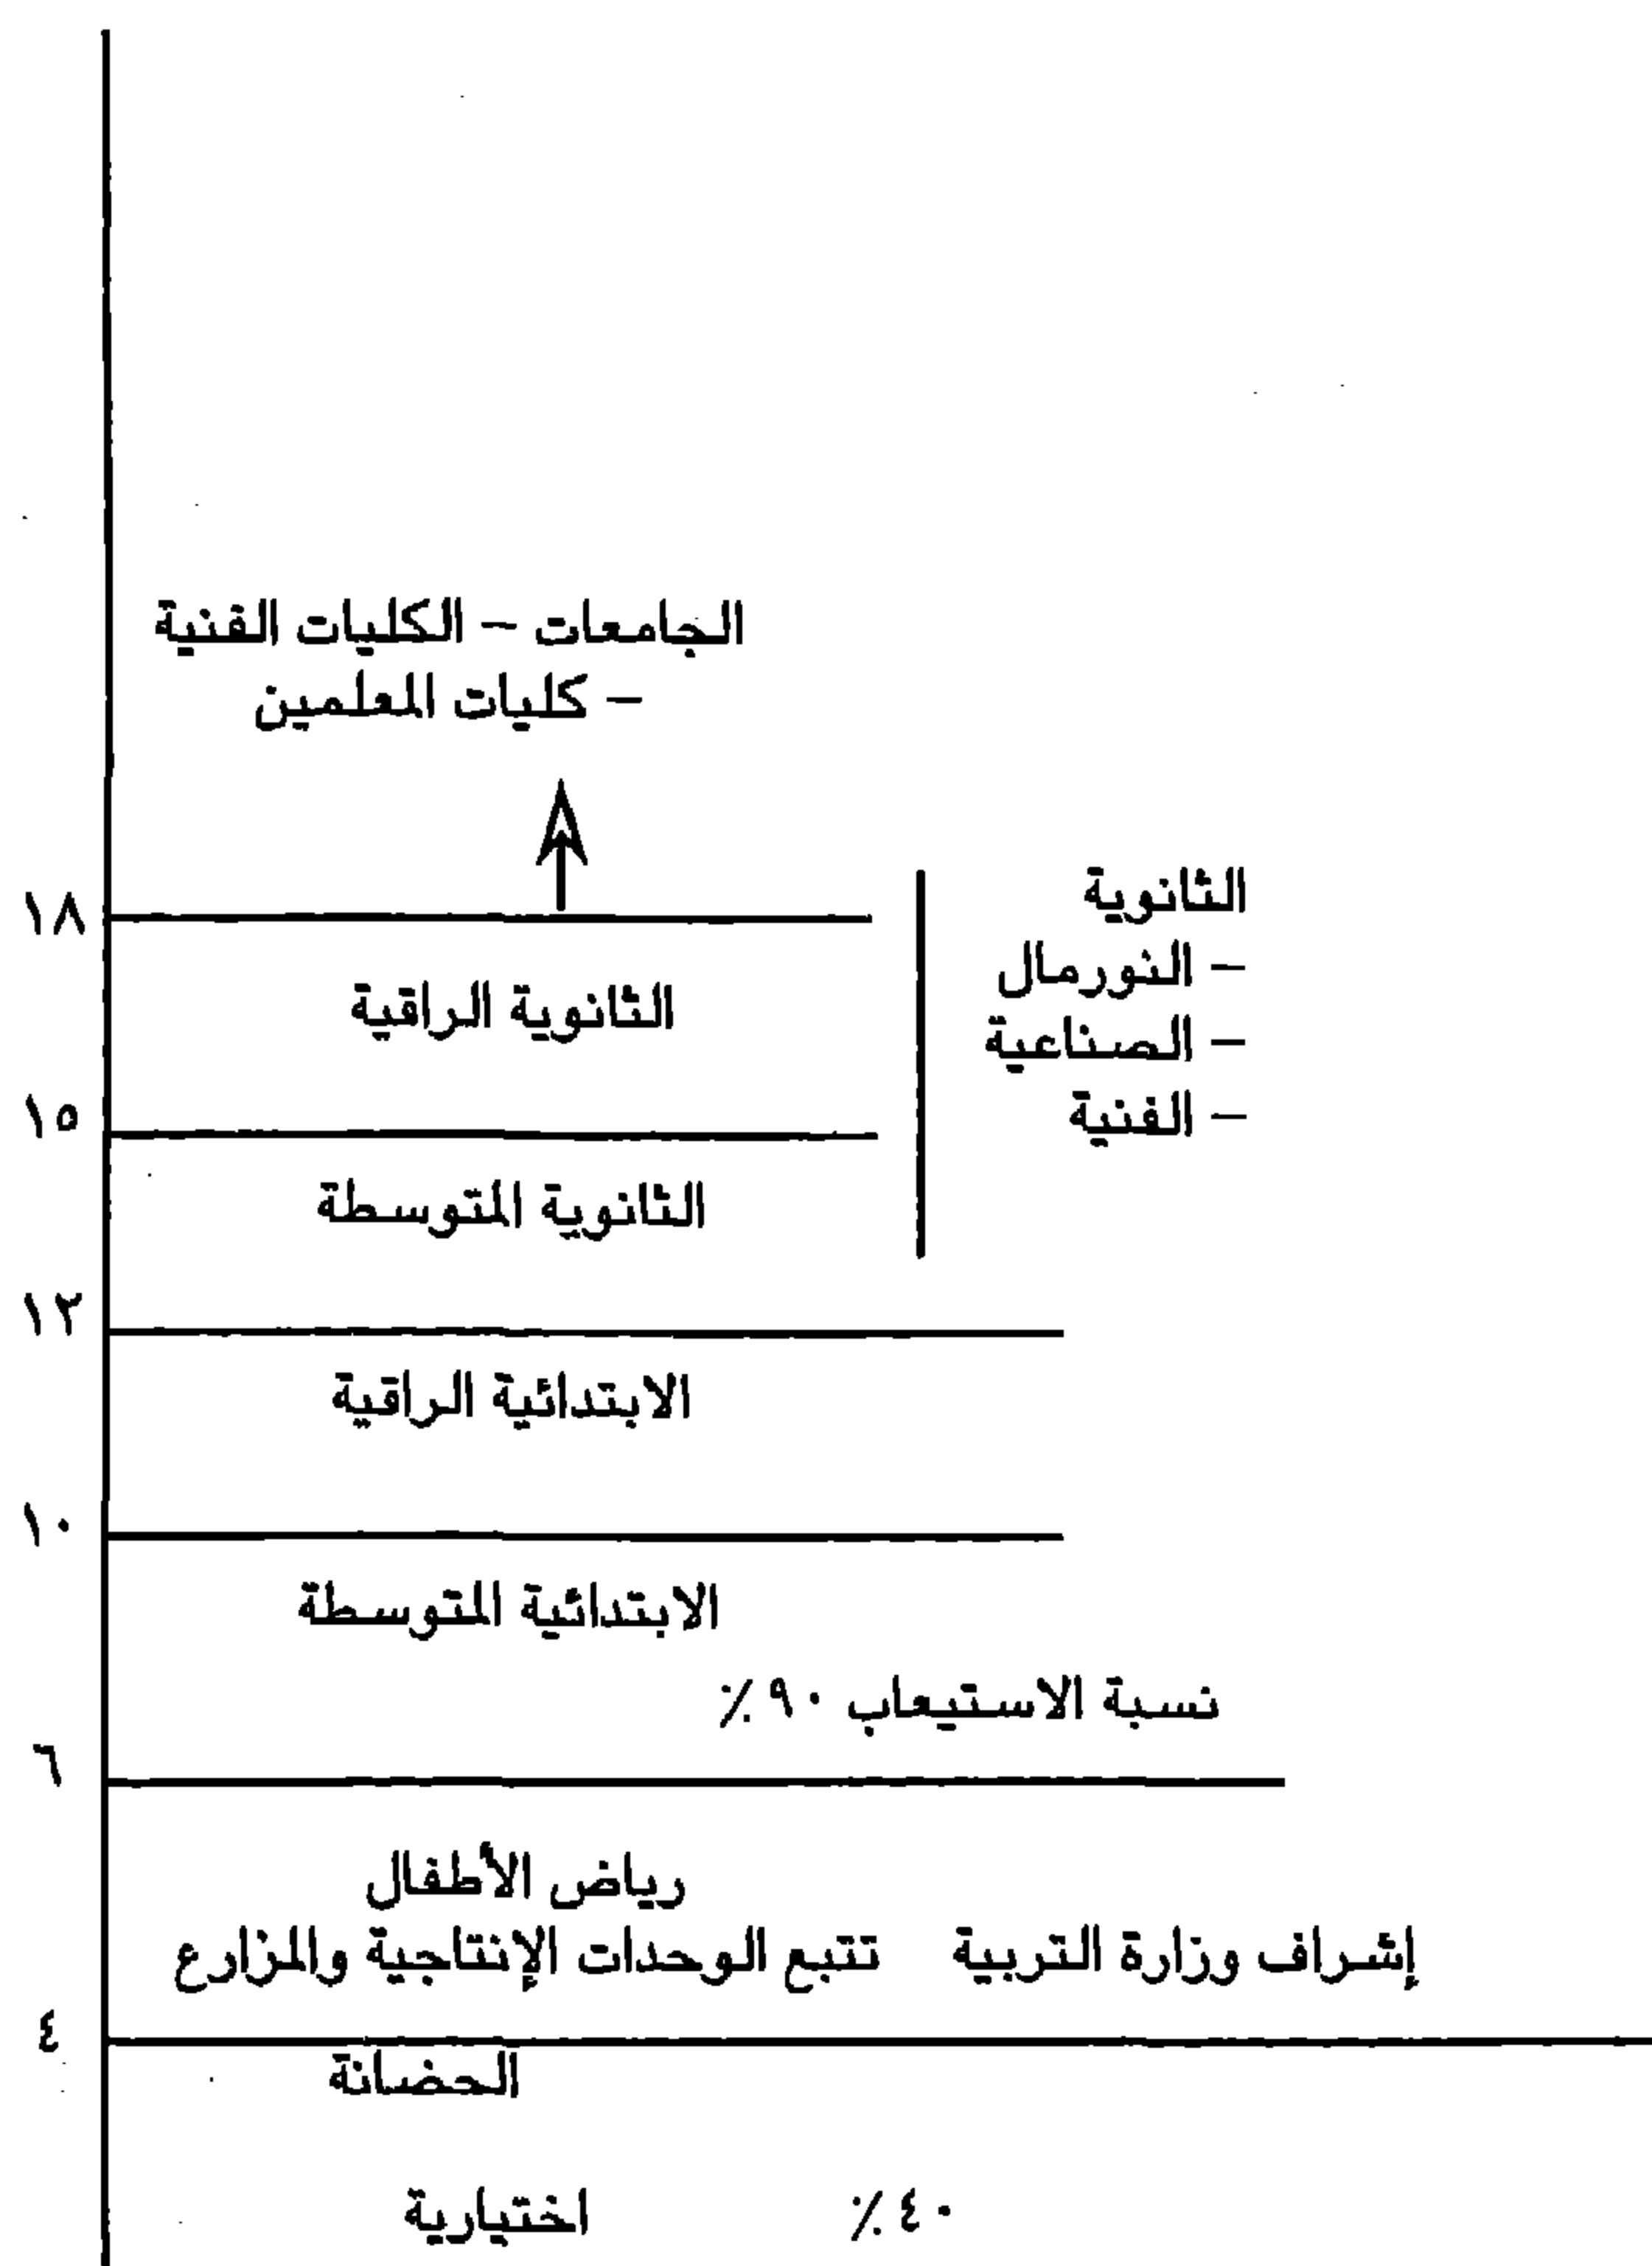 الجامعات – الكليات الفنية
– كليات المعلمين
١٨
الثانوية
– النورمال
– الصناعية
– الفنية
الثانوية الراقية
١٥
الثانوية المتوسطة
١٢
الابتدائية الراقية
١٠
الابتدائية المتوسطة
نسبة الاستيعاب ٩٠٪
٦
رياض الأطفال
إشراف وزارة التربية تتبع الوحدات الإنتاجية والمزارع
٤
الحضانة
٤٠٪ اختيارية